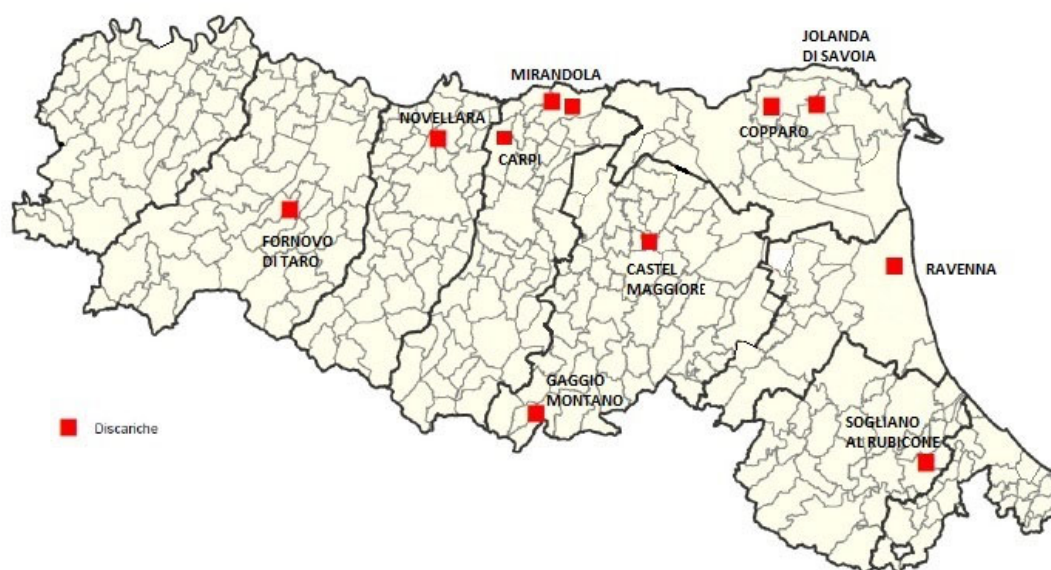 JOLANDA
DI SAVOIA
MIRANDOLA
NOVELLARA
CARPI
COPPARO
FORNOVO
DI TARO
CASTEL
MAGGIORE
RAVENNA
GAGGIO
MONTANO
SOGLIANO
AL RUBICONE
Discariche